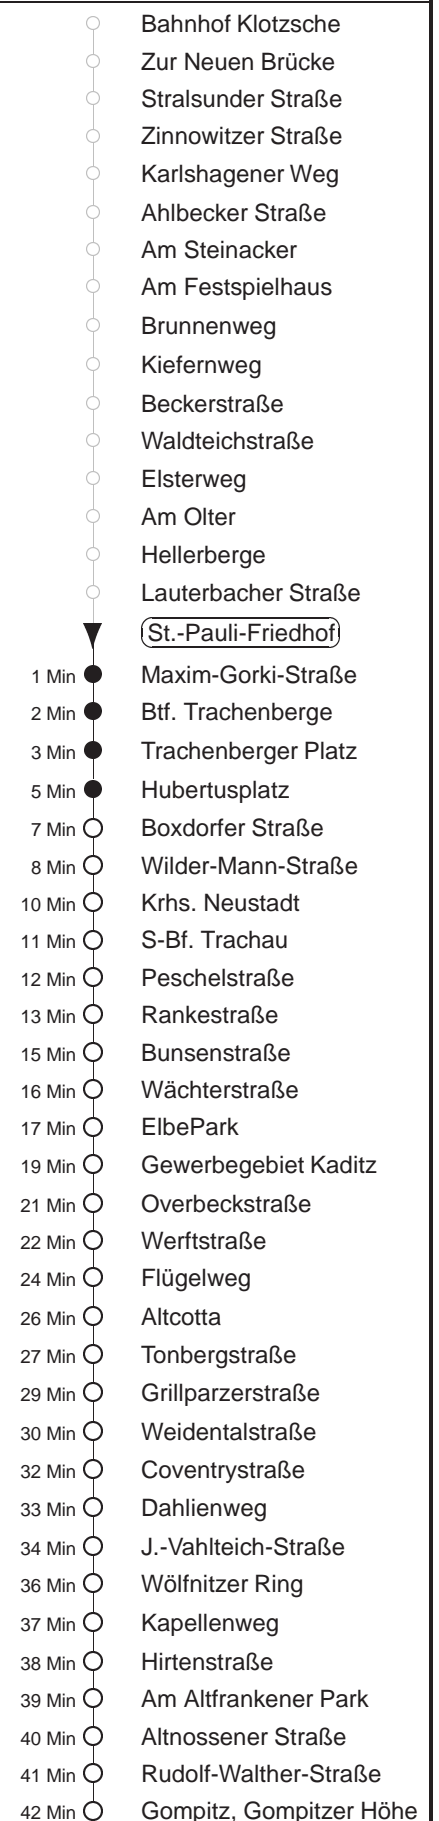 Bahnhof Klotzsche
Zur Neuen Brücke
Stralsunder Straße
Zinnowitzer Straße
Karlshagener Weg
Ahlbecker Straße
Am Steinacker
Am Festspielhaus
Brunnenweg
Kiefernweg
Beckerstraße
Waldteichstraße
Elsterweg
Am Olter
Hellerberge
Lauterbacher Straße
St.-Pauli-Friedhof
1 Min Maxim-Gorki-Straße
2 Min Btf. Trachenberge
3 Min Trachenberger Platz
5 Min Hubertusplatz
7 Min Boxdorfer Straße
8 Min Wilder-Mann-Straße
10 Min Krhs. Neustadt
11 Min S-Bf. Trachau
12 Min Peschelstraße
13 Min Rankestraße
15 Min Bunsenstraße
16 Min Wächterstraße
17 Min ElbePark
19 Min Gewerbegebiet Kaditz
21 Min Overbeckstraße
22 Min Werftstraße
24 Min Flügelweg
26 Min Altcotta
27 Min Tonbergstraße
29 Min Grillparzerstraße
30 Min Weidentalstraße
32 Min Coventrystraße
33 Min Dahlienweg
34 Min J.-Vahlteich-Straße
36 Min Wölfnitzer Ring
37 Min Kapellenweg
38 Min Hirtenstraße
39 Min Am Altfrankener Park
40 Min Altnossener Straße
41 Min Rudolf-Walther-Straße
42 Min Gompitz, Gompitzer Höhe